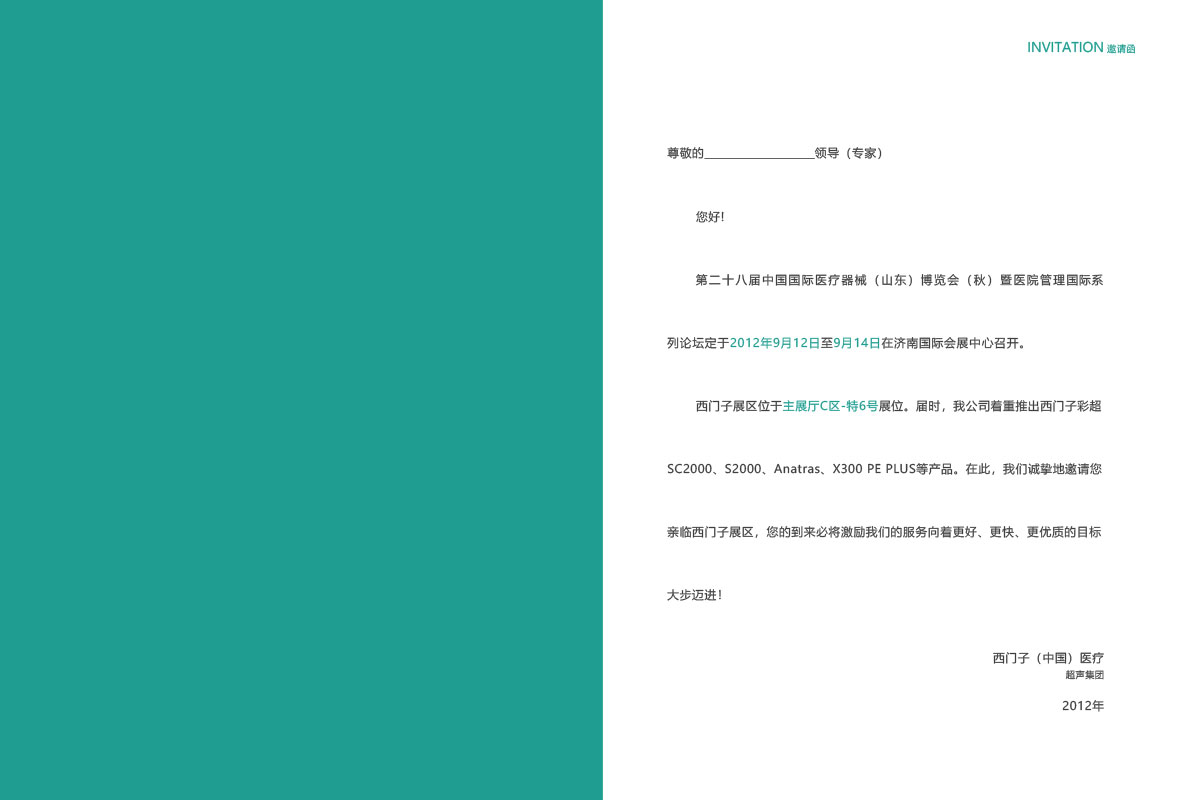 INVITATION 邀请函
尊敬的__________________领导（专家）
您好！
第二十八届中国国际医疗器械（山东）博览会（秋）暨医院管理国际系
列论坛定于2012年9月12日至9月14日在济南国际会展中心召开。
西门子展区位于主展厅C区-特6号展位。届时，我公司着重推出西门子彩超
SC2000、S2000、Anatras、X300 PE PLUS等产品。在此，我们诚挚地邀请您
亲临西门子展区，您的到来必将激励我们的服务向着更好、更快、更优质的目标
大步迈进！
西门子（中国）医疗
超声集团
2012年